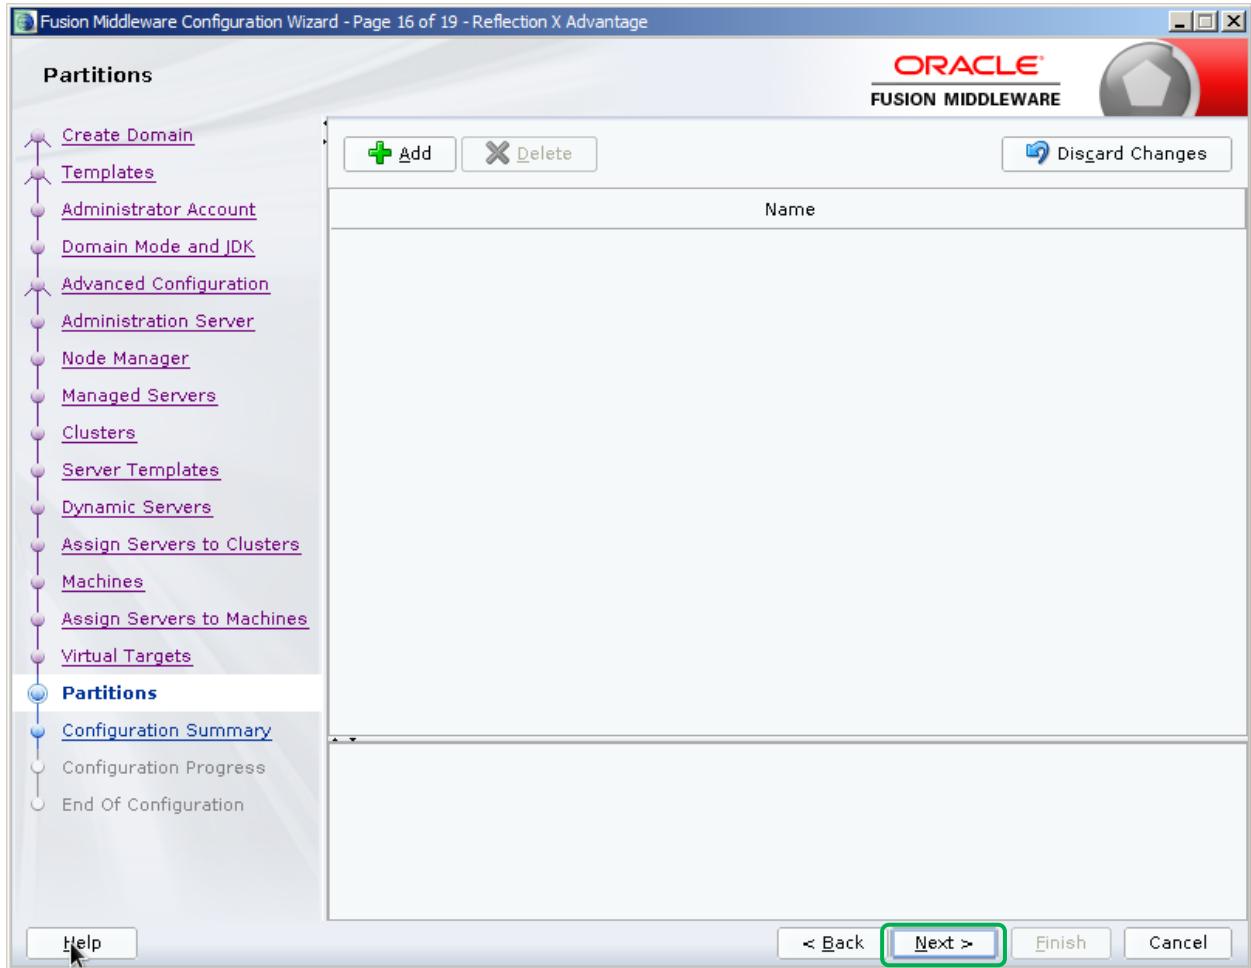 Fusion Middleware Configuration Wizard - Page 16 of 19 - Reflection X Advantage
Partitions
ORACLE
FUSION MIDDLEWARE
Create Domain
Templates
Administrator Account
Domain Mode and JDK
Advanced Configuration
Administration Server
Node Manager
Managed Servers
Clusters
Server Templates
Dynamic Servers
Assign Servers to Clusters
Machines
Assign Servers to Machines
Virtual Targets
Partitions
Configuration Summary
Configuration Progress
End Of Configuration
Add Delete Discard Changes
Name
Help < Back Next > Finish Cancel